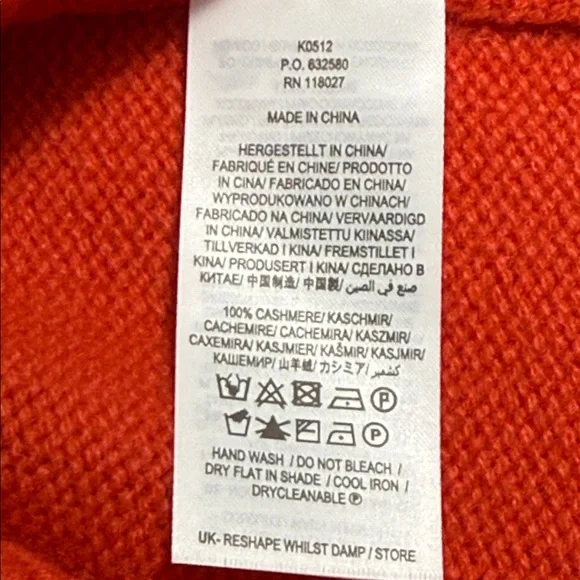 K0512
P.O. 632580
RN 118027
MADE IN CHINA
HERGESTELLT IN CHINA/
FABRIQUÉ EN CHINE/ PRODOTTO
IN CINA/ FABRICADO EN CHINA/
WYPRODUKOWANO W CHINACH/
FABRICADO NA CHINA/ VERVAARDIGD
IN CHINA/ VALMISTETTU KIINASSA/
TILLVERKAD I KINA/ FREMSTILLET I
KINA/ PRODUSERT I KINA/ СДЕЛАНО В
КИТАЕ/ 中国制造/ 中国製/ صنع في الصين
100% CASHMERE/ KASCHMIR/
CACHEMIRE/ CACHEMIRA/ KASZMIR/
CAXEMIRA/ KASJMIER/ KAŠMIR/ KASJMIR/
КАШЕМИР/ 山羊绒/ カシミア/ كشمير
P
P
HAND WASH / DO NOT BLEACH /
DRY FLAT IN SHADE / COOL IRON /
DRYCLEANABLE Ⓟ
UK- RESHAPE WHILST DAMP / STORE